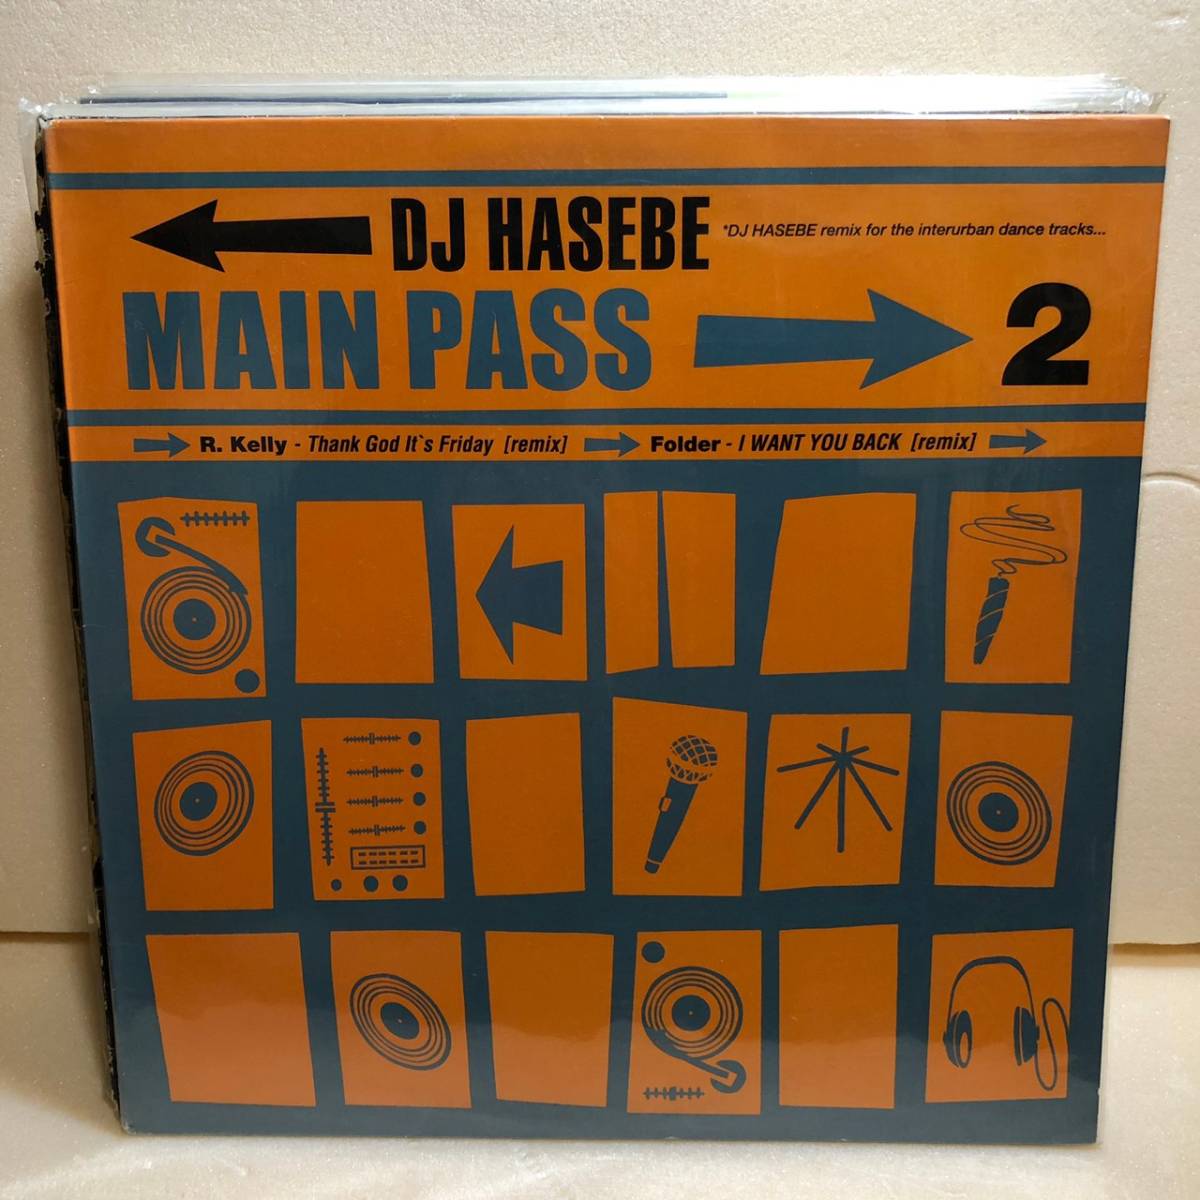 DJ HASEBE *DJ HASEBE remix for the interurban dance tracks...
MAIN PASS 2
R. Kelly - Thank God It`s Friday [remix] Folder - I WANT YOU BACK [remix]